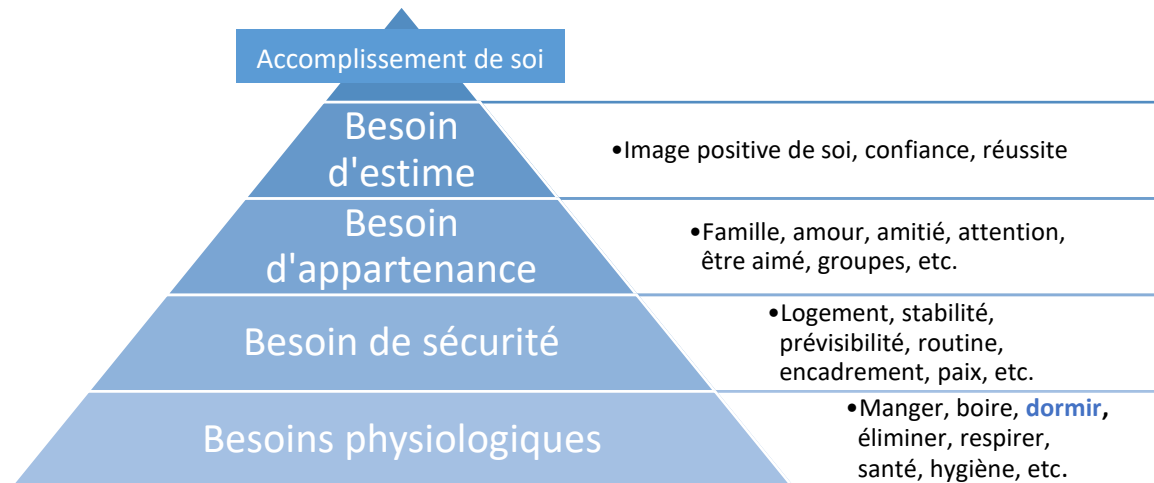 Accomplissement de soi
Besoin
d'estime
•Image positive de soi, confiance, réussite
Besoin
d'appartenance
•Famille, amour, amitié, attention,
être aimé, groupes, etc.
Besoin de sécurité
•Logement, stabilité,
prévisibilité, routine,
encadrement, paix, etc.
Besoins physiologiques
•Manger, boire, dormir,
éliminer, respirer,
santé, hygiène, etc.